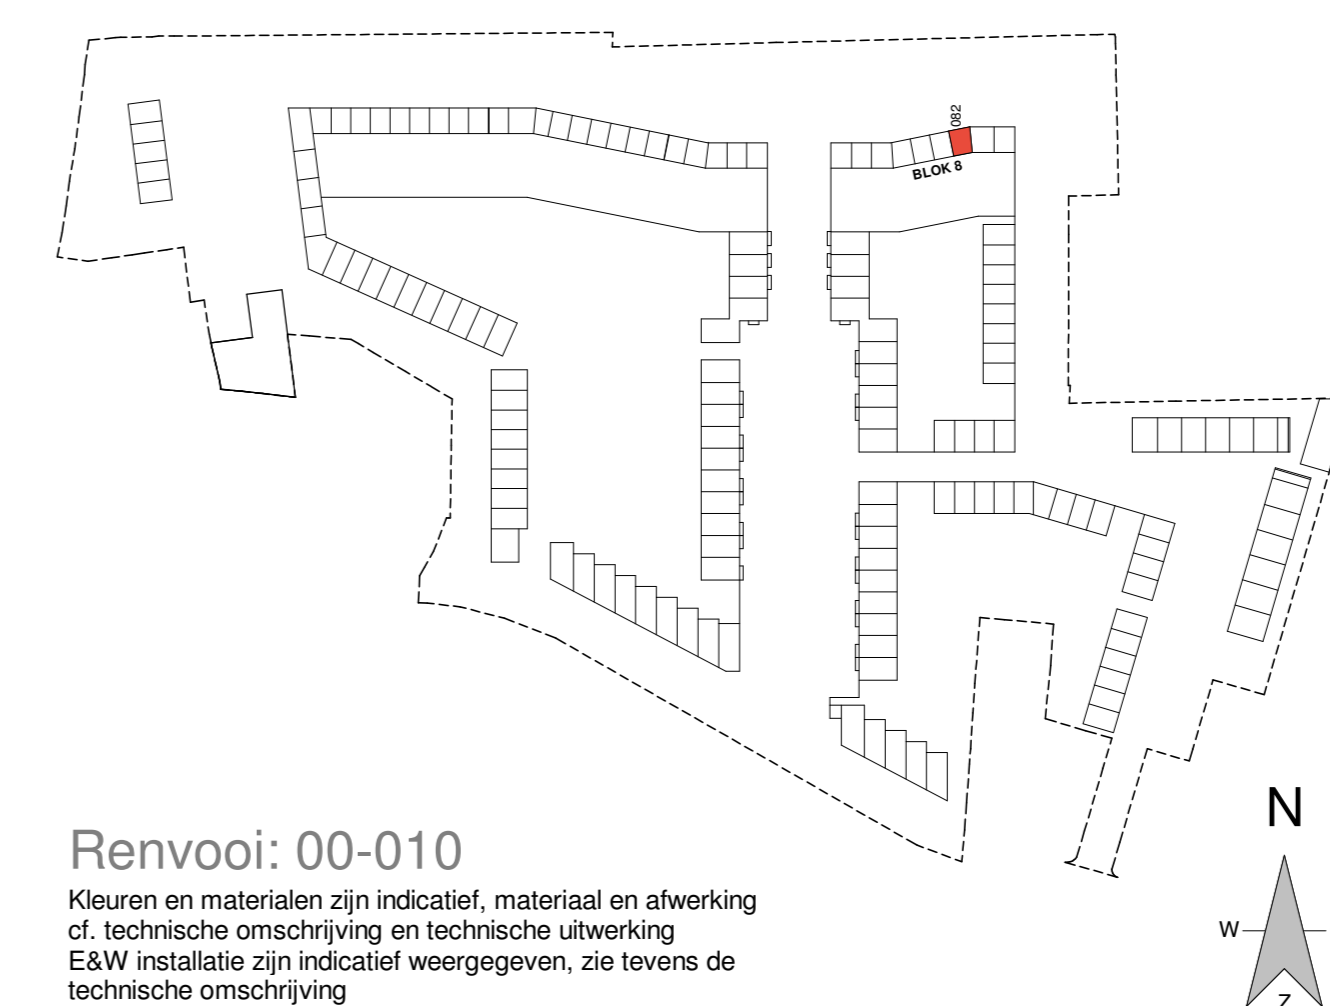 082
BLOK 8
N
Renvooi: 00-010
Kleuren en materialen zijn indicatief, materiaal en afwerking
cf. technische omschrijving en technische uitwerking
W
E&W installatie zijn indicatief weergegeven, zie tevens de
technische omschrijving
Z